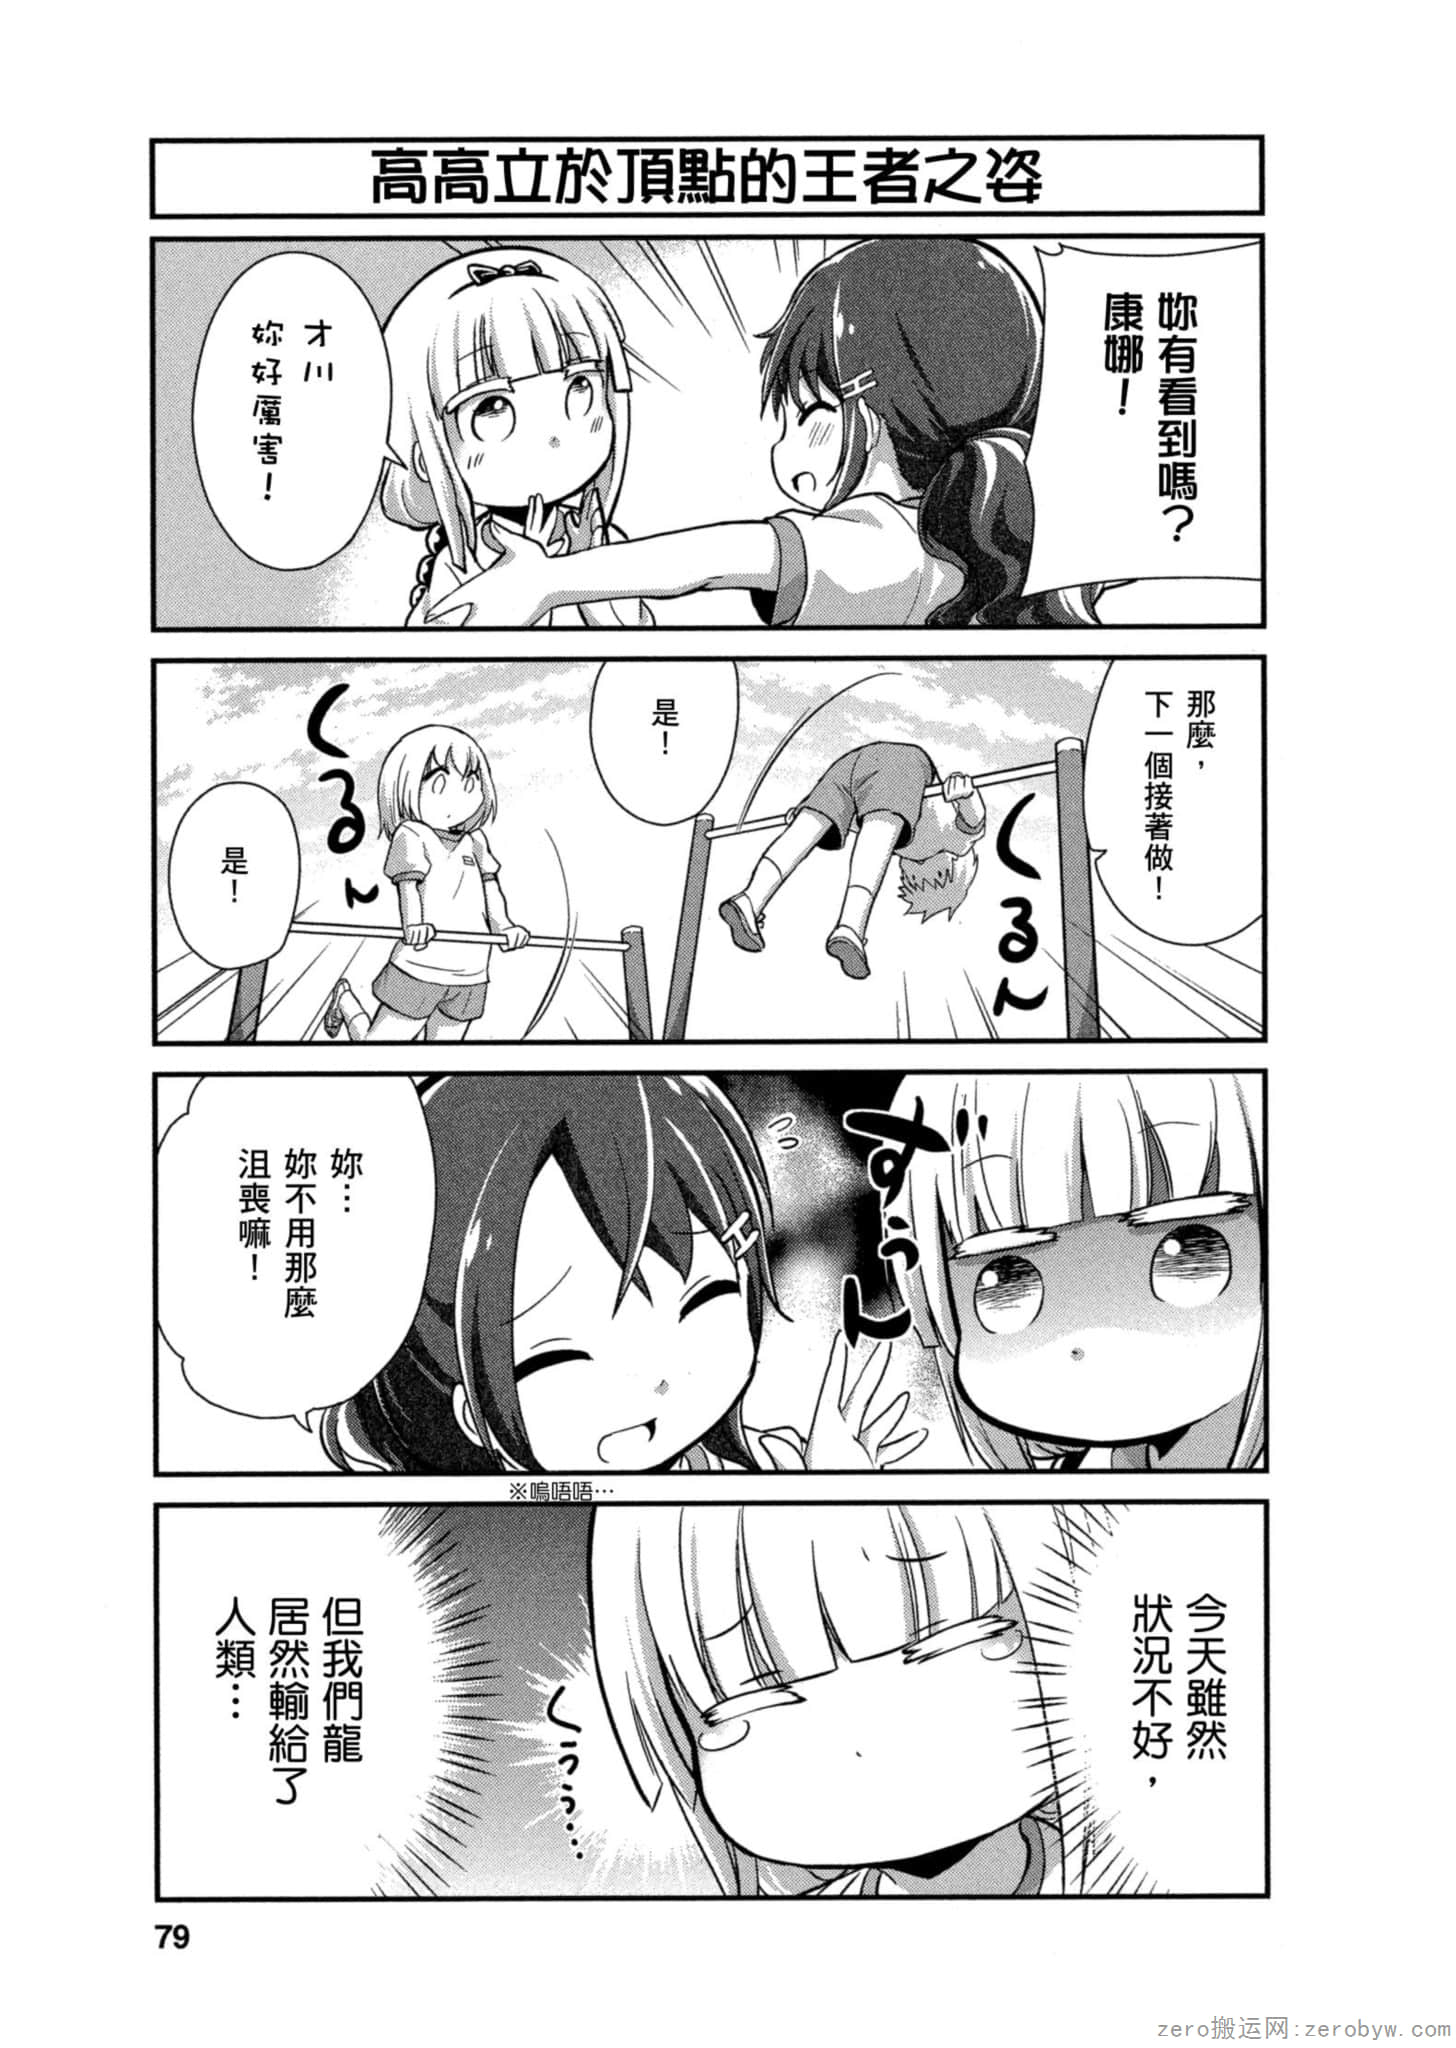 高高立於頂點的王者之姿
妳有看到嗎？
康娜！
才川
妳好厲害！
那麼，
下一個接著做！
くるん
是！
くるん
是！
ずぅん
妳…
妳不用那麼
沮喪嘛！
※嗚唔唔…
今天雖然
狀況不好，
くぅぅ…
但我們龍
居然輸給了
人類…
79
zero搬运网:zerobyw.com